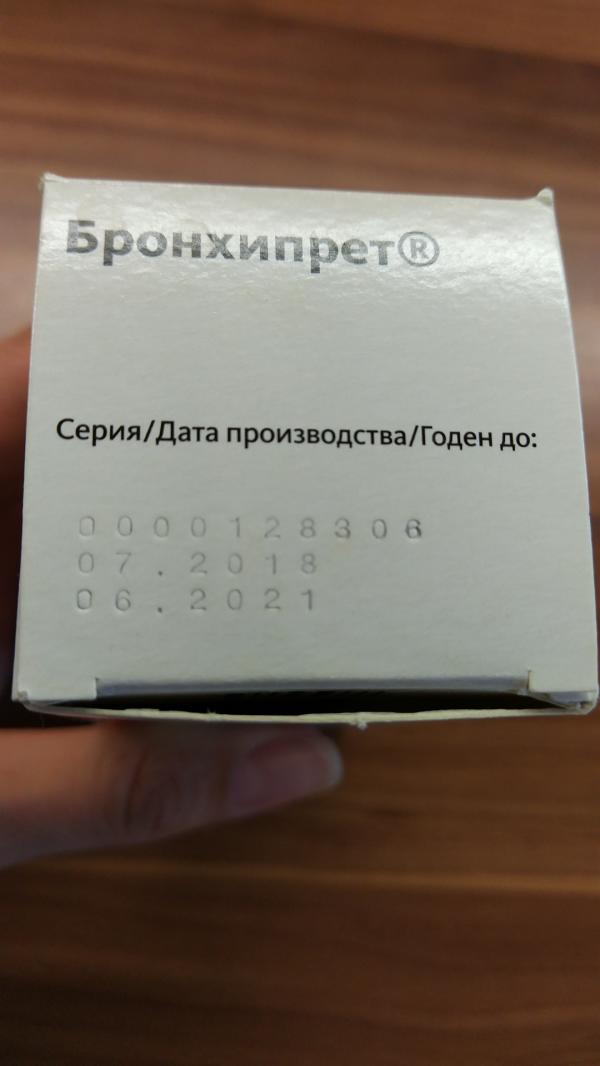 Бронхипрет®
Серия/Дата производства/Годен до:
0000128306
07.2018
06.2021